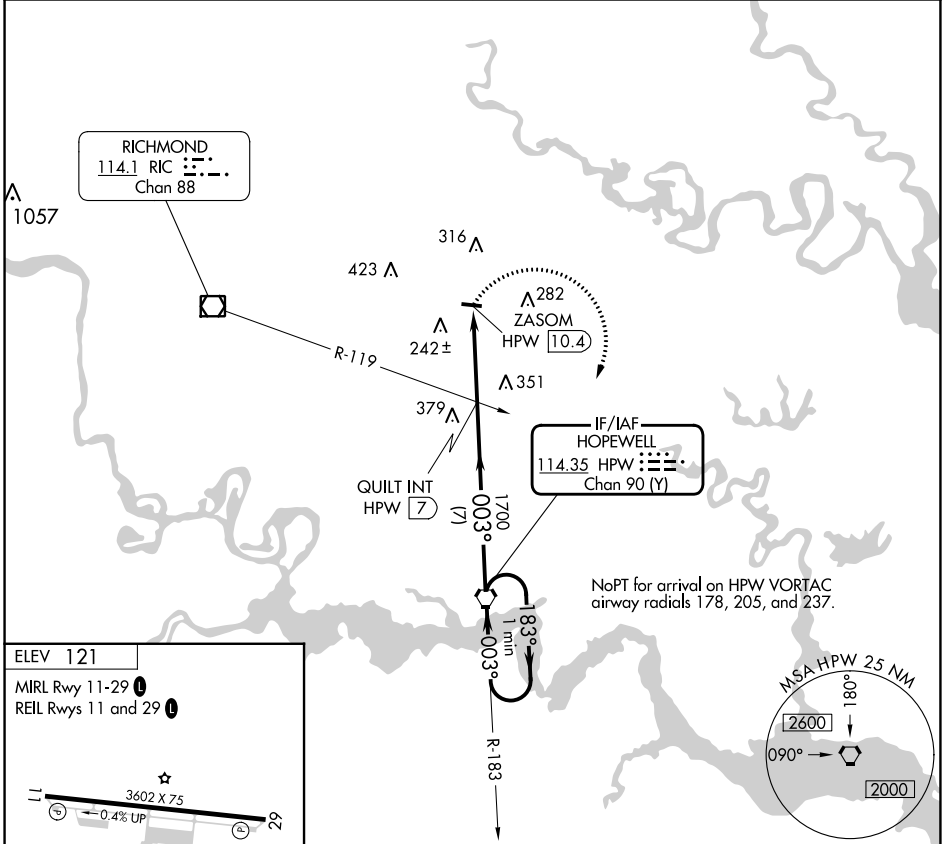 RICHMOND
114.1 RIC
Chan 88
1057
316
423
282
ZASOM
HPW 10.4
242±
R-119
351
379
IF/IAF
HOPEWELL
114.35 HPW
Chan 90 (Y)
QUILT INT
HPW 7
1700
003°
(7)
NoPT for arrival on HPW VORTAC
airway radials 178, 205, and 237.
183°
1 min
003°
R-183
ELEV 121
MIRL Rwy 11-29 L
REIL Rwys 11 and 29 L
11
3602 X 75
0.4% UP
29
P
P
MSA HPW 25 NM
180°
2600
090°
2000